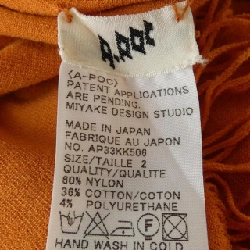 A.POC
(A-POC)
PATENT APPLICATIONS
ARE PENDING.
MIYAKE DESIGN STUDIO
MADE IN JAPAN
FABRIQUE AU JAPON
NO. AP33KK506
SIZE/TAILLE 2
QUALITY/QUALITE
60% NYLON
36% COTTON/COTON
4% POLYURETHANE
HAND WASH IN COLD